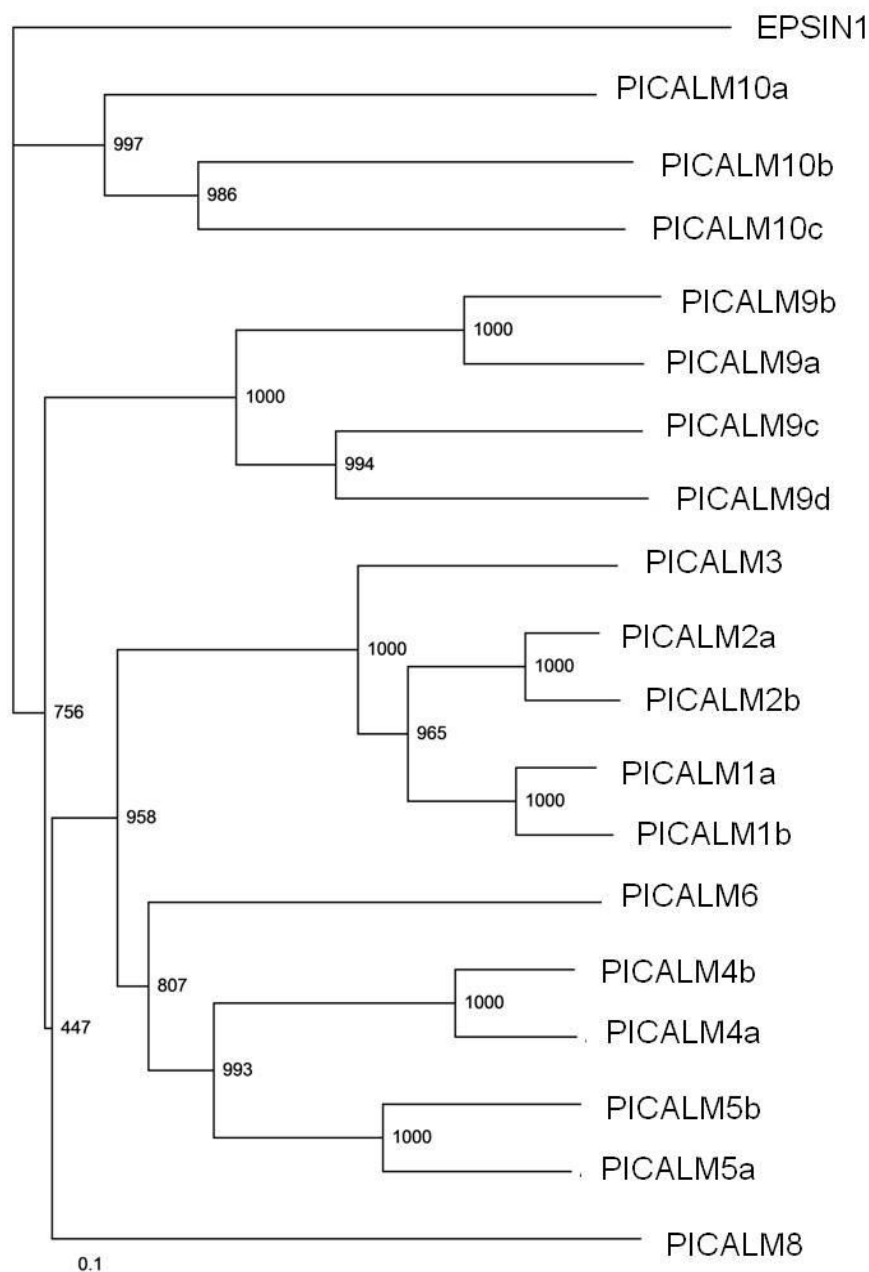 EPSIN1
PICALM10a
997
PICALM10b
986
PICALM10c
PICALM9b
1000
PICALM9a
1000
PICALM9c
994
PICALM9d
PICALM3
PICALM2a
1000
1000
PICALM2b
756
965
PICALM1a
1000
958
PICALM1b
PICALM6
PICALM4b
807
1000
447
PICALM4a
993
PICALM5b
1000
PICALM5a
PICALM8
0.1